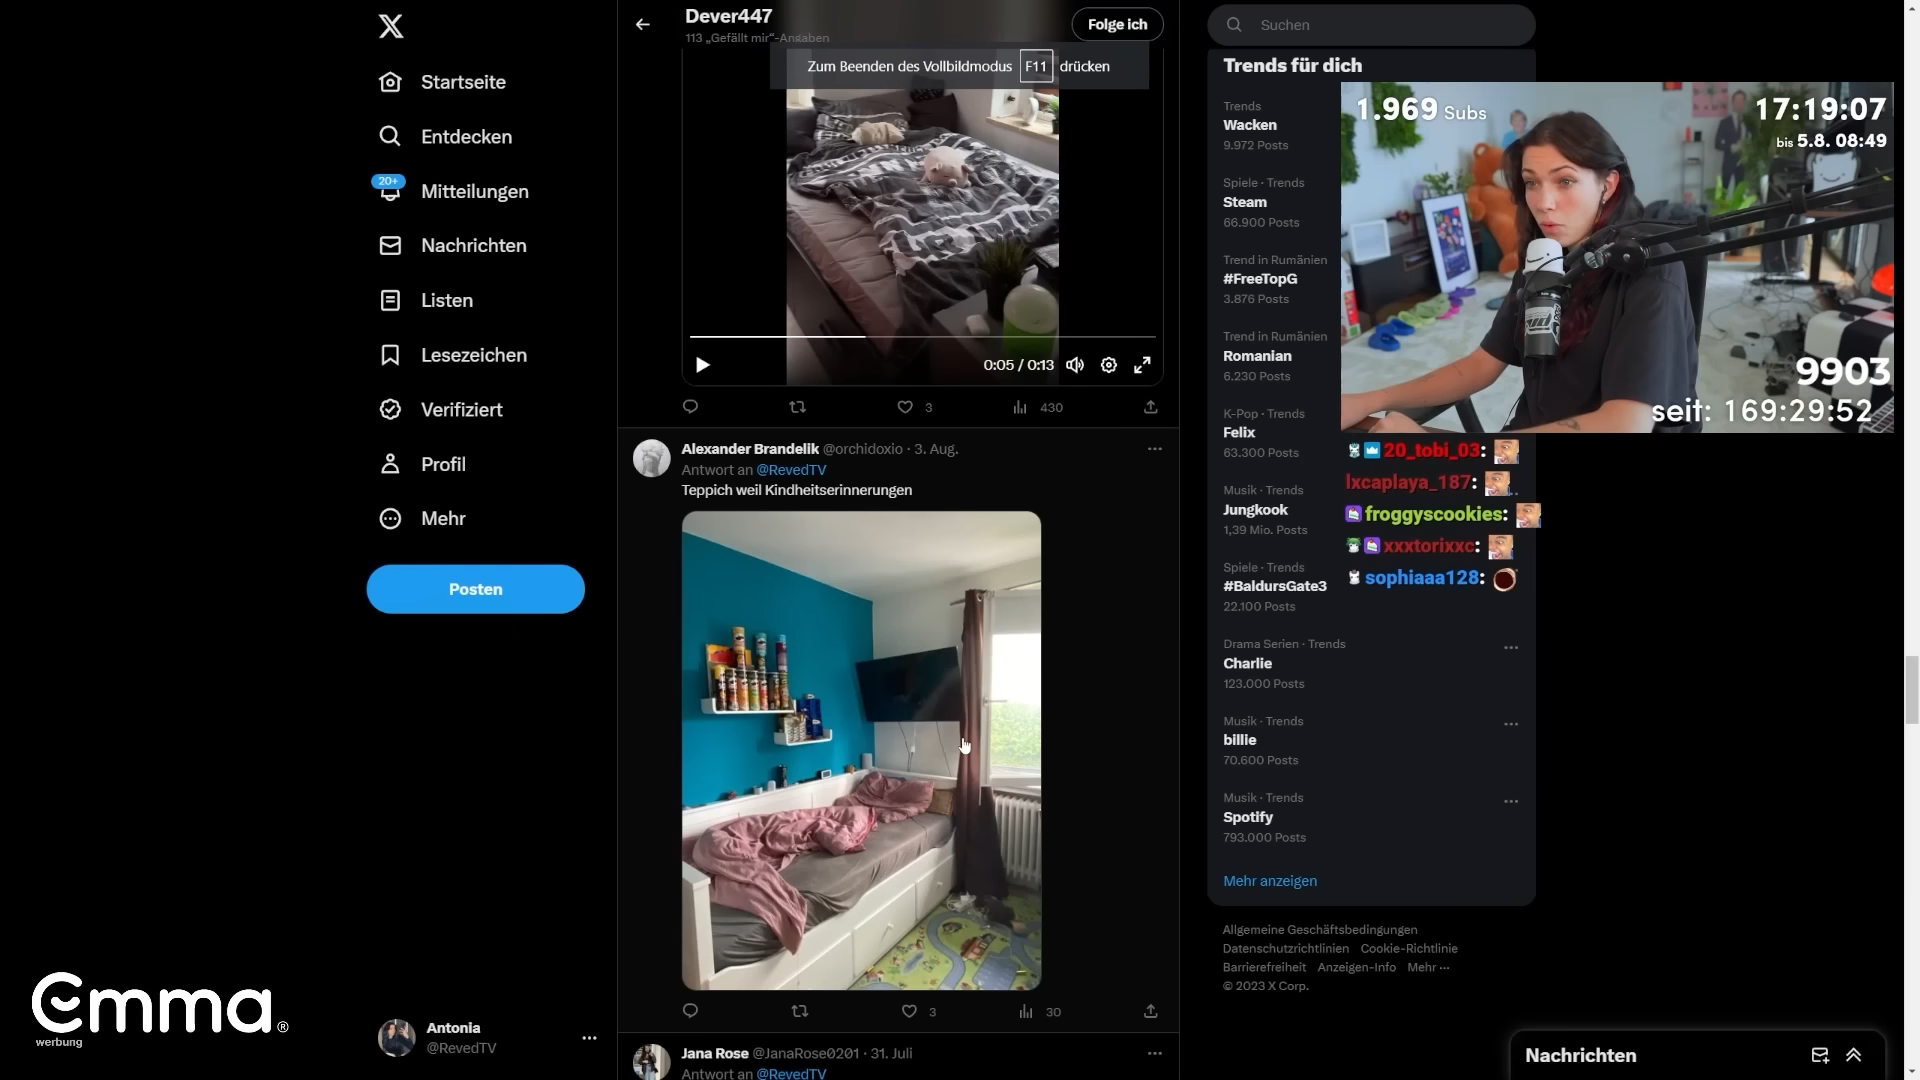 Startseite
Entdecken
20+
Mitteilungen
Nachrichten
Listen
Lesezeichen
Verifiziert
Profil
Mehr
Posten
emma®
werbung
Antonia
@RevedTV
Dever447
113 „Gefällt mir“-Angaben
Folge ich
Zum Beenden des Vollbildmodus F11 drücken
0:05 / 0:13
3
430
Alexander Brandelik @orchidoxio · 3. Aug.
Antwort an @RevedTV
Teppich weil Kindheitserinnerungen
3
30
Jana Rose @JanaRose0201 · 31. Juli
Antwort an @RevedTV
Suchen
Trends für dich
Trends
Wacken
9.972 Posts
Spiele · Trends
Steam
66.900 Posts
Trend in Rumänien
#FreeTopG
3.876 Posts
Trend in Rumänien
Romanian
6.230 Posts
K-Pop · Trends
Felix
63.300 Posts
Musik · Trends
Jungkook
1,39 Mio. Posts
Spiele · Trends
#BaldursGate3
22.100 Posts
Drama Serien · Trends
Charlie
123.000 Posts
Musik · Trends
billie
70.600 Posts
Musik · Trends
Spotify
793.000 Posts
Mehr anzeigen
Allgemeine Geschäftsbedingungen
Datenschutzrichtlinien Cookie-Richtlinie
Barrierefreiheit Anzeigen-Info Mehr ···
© 2023 X Corp.
1.969 Subs
17:19:07
bis 5.8. 08:49
9903
seit: 169:29:52
20_tobi_03:
lxcaplaya_187:
froggyscookies:
xxxtorixxc:
sophiaaa128:
Nachrichten